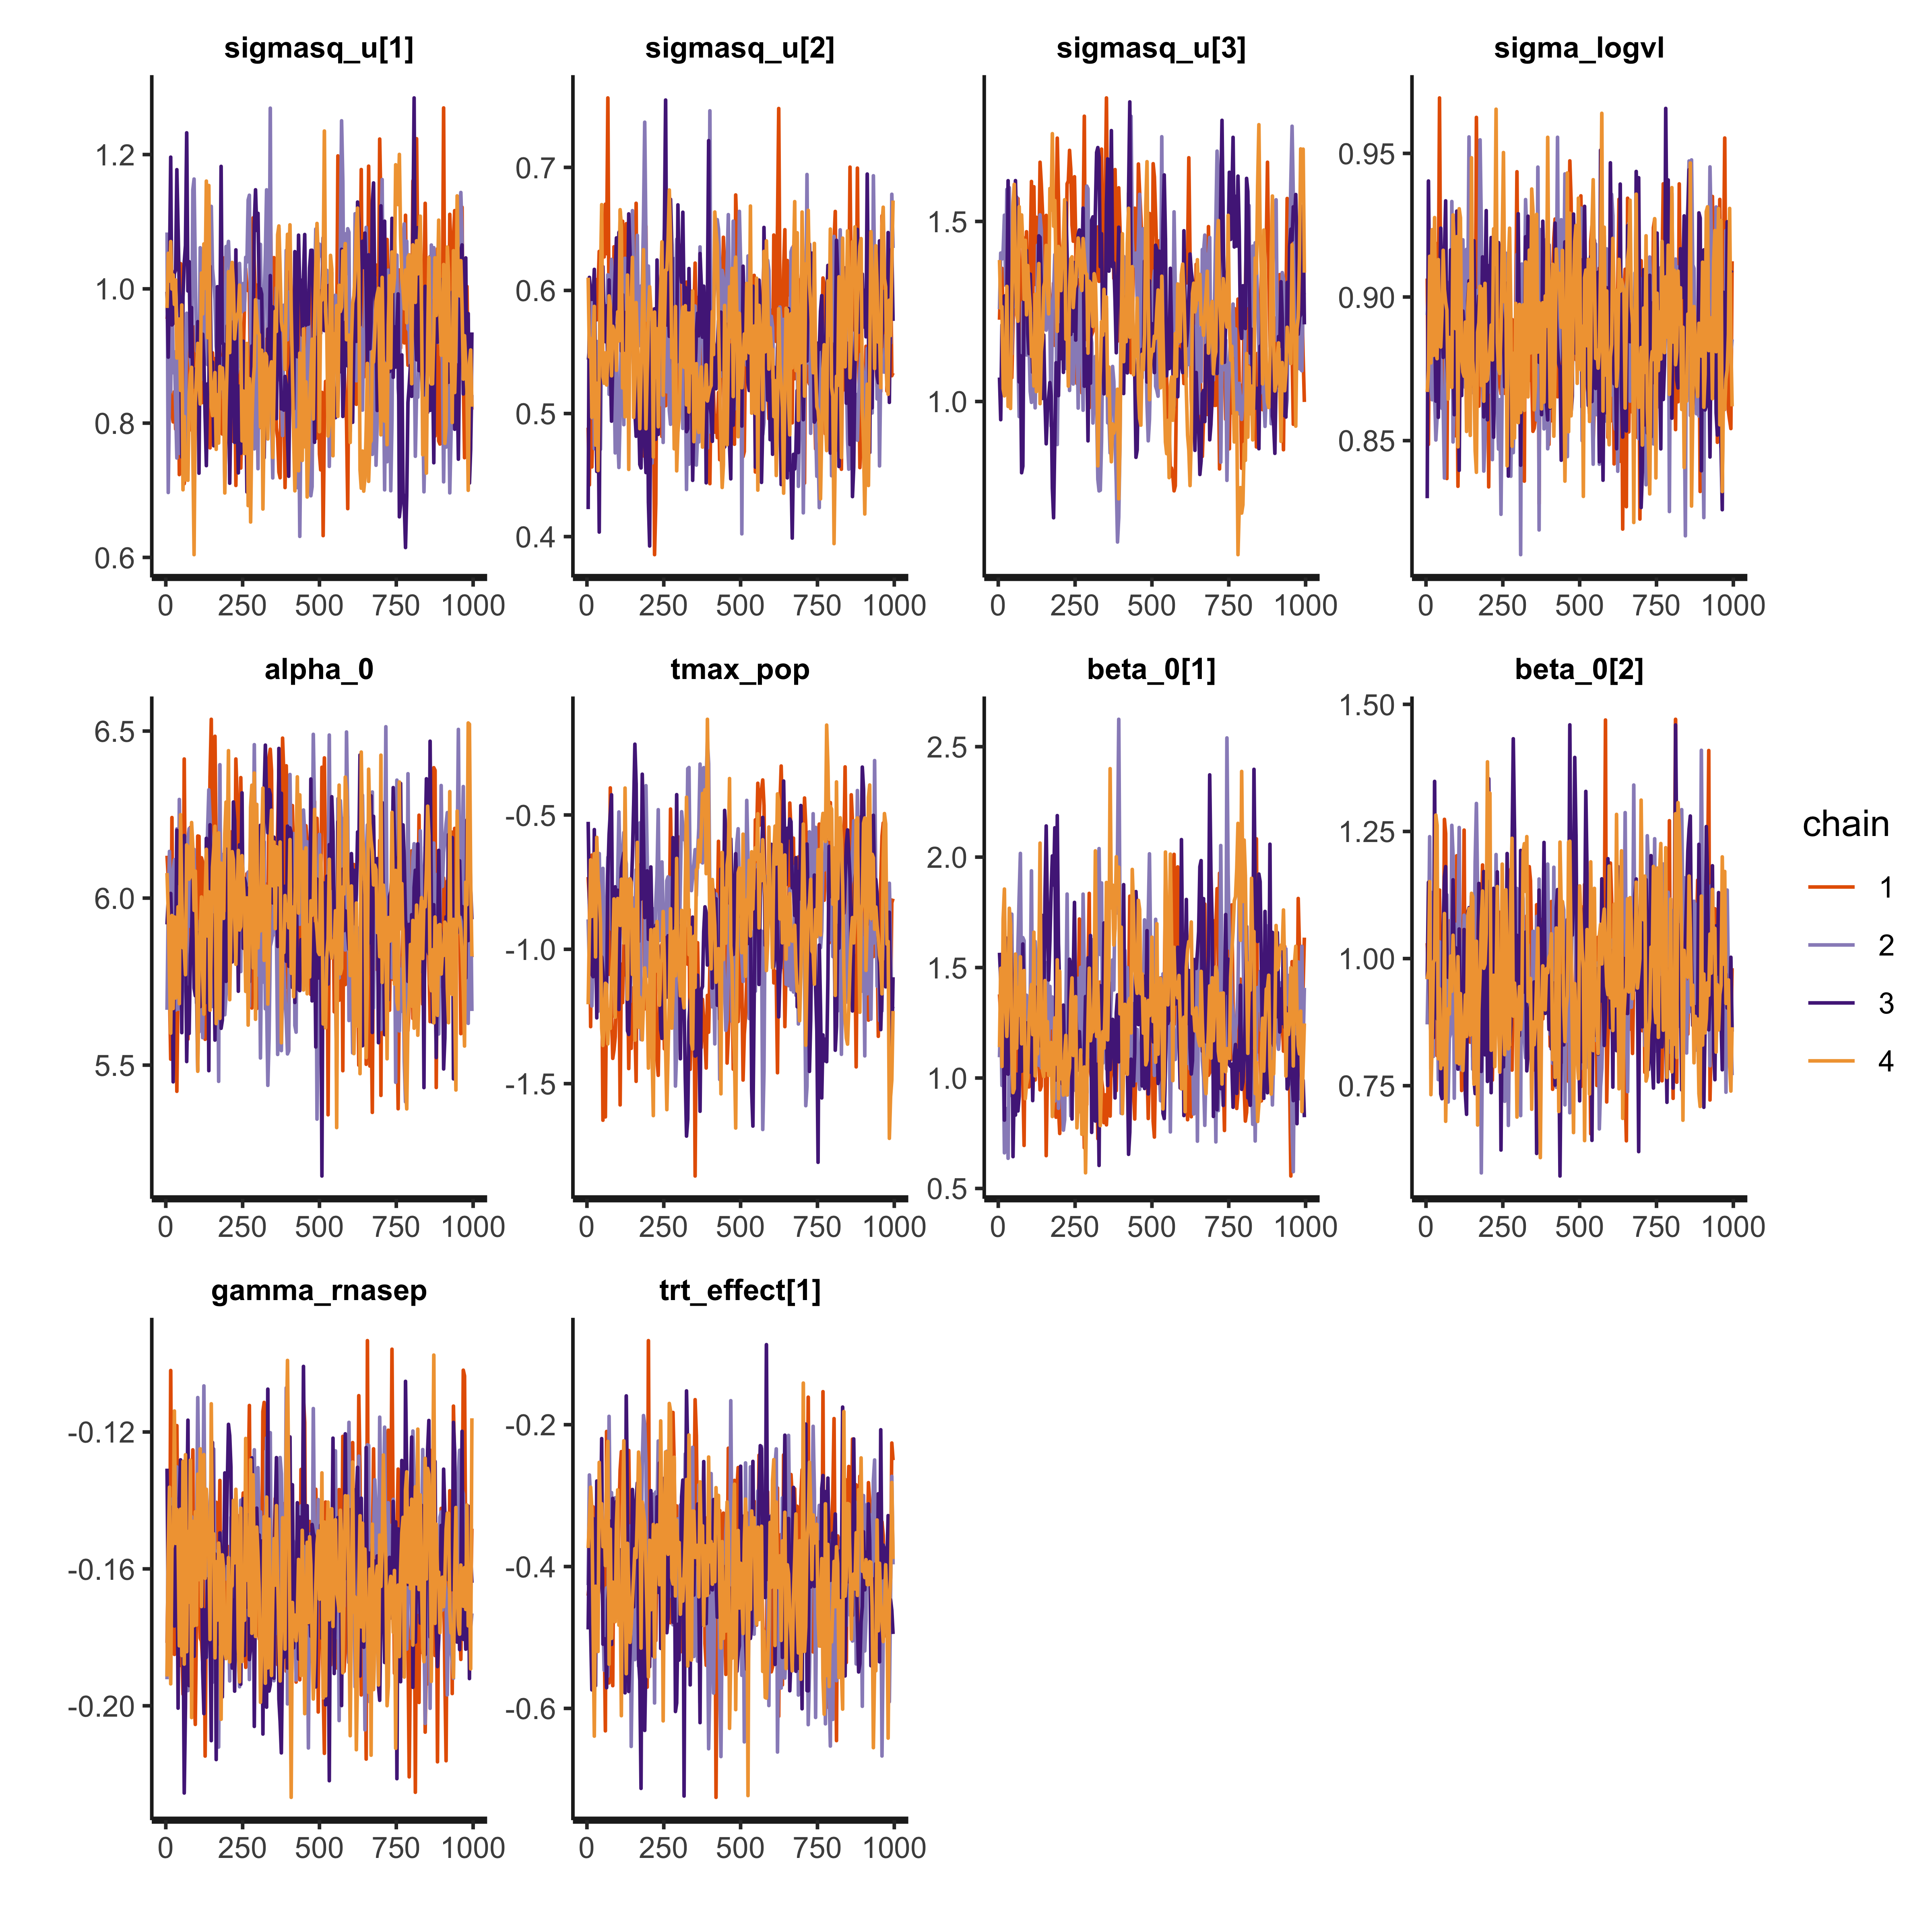 sigmasq_u[1] sigmasq_u[2] sigmasq_u[3] sigma_logvl
1.2 1.0 0.8 0.6
0 250 500 750 1000
0.7 0.6 0.5 0.4
0 250 500 750 1000
1.5 1.0
0 250 500 750 1000
0.95 0.90 0.85
0 250 500 750 1000
alpha_0 tmax_pop beta_0[1] beta_0[2]
6.5 6.0 5.5
0 250 500 750 1000
-0.5 -1.0 -1.5
0 250 500 750 1000
2.5 2.0 1.5 1.0 0.5
0 250 500 750 1000
1.50 1.25 1.00 0.75
0 250 500 750 1000
gamma_rnasep trt_effect[1]
-0.12 -0.16 -0.20
0 250 500 750 1000
-0.2 -0.4 -0.6
0 250 500 750 1000
chain
1
2
3
4